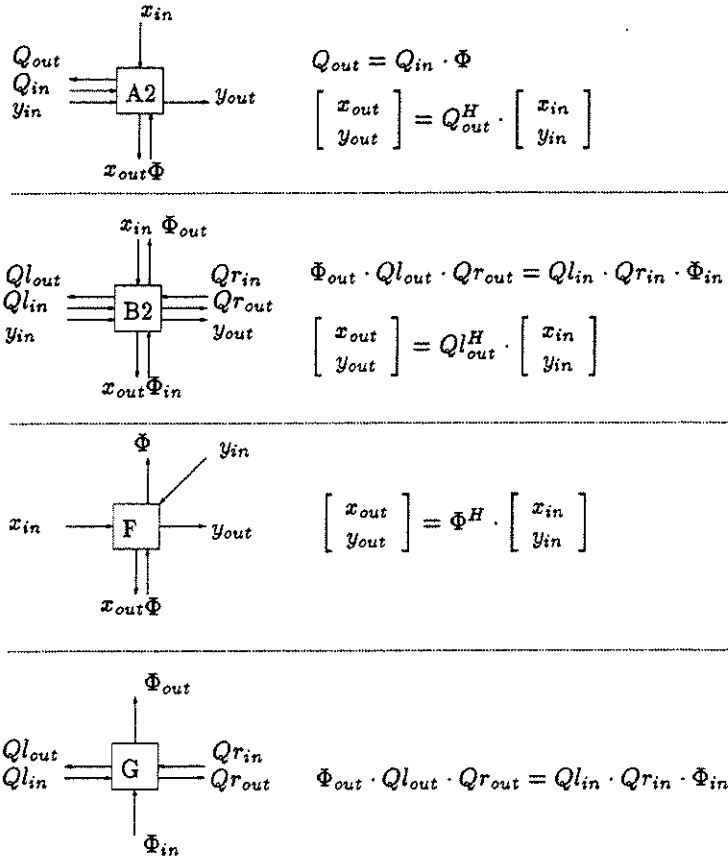 x_in
Q_out
Q_in
y_in
A2
y_out
x_out Φ
Q_out = Q_in · Φ
[ x_out y_out ] = Q_out^H · [ x_in y_in ]
x_in Φ_out
Ql_out
Ql_in
y_in
B2
Qr_in
Qr_out
y_out
x_out Φ_in
Φ_out · Ql_out · Qr_out = Ql_in · Qr_in · Φ_in
[ x_out y_out ] = Ql_out^H · [ x_in y_in ]
Φ
y_in
x_in
F
y_out
x_out Φ
[ x_out y_out ] = Φ^H · [ x_in y_in ]
Φ_out
Ql_out
Ql_in
G
Qr_in
Qr_out
Φ_in
Φ_out · Ql_out · Qr_out = Ql_in · Qr_in · Φ_in